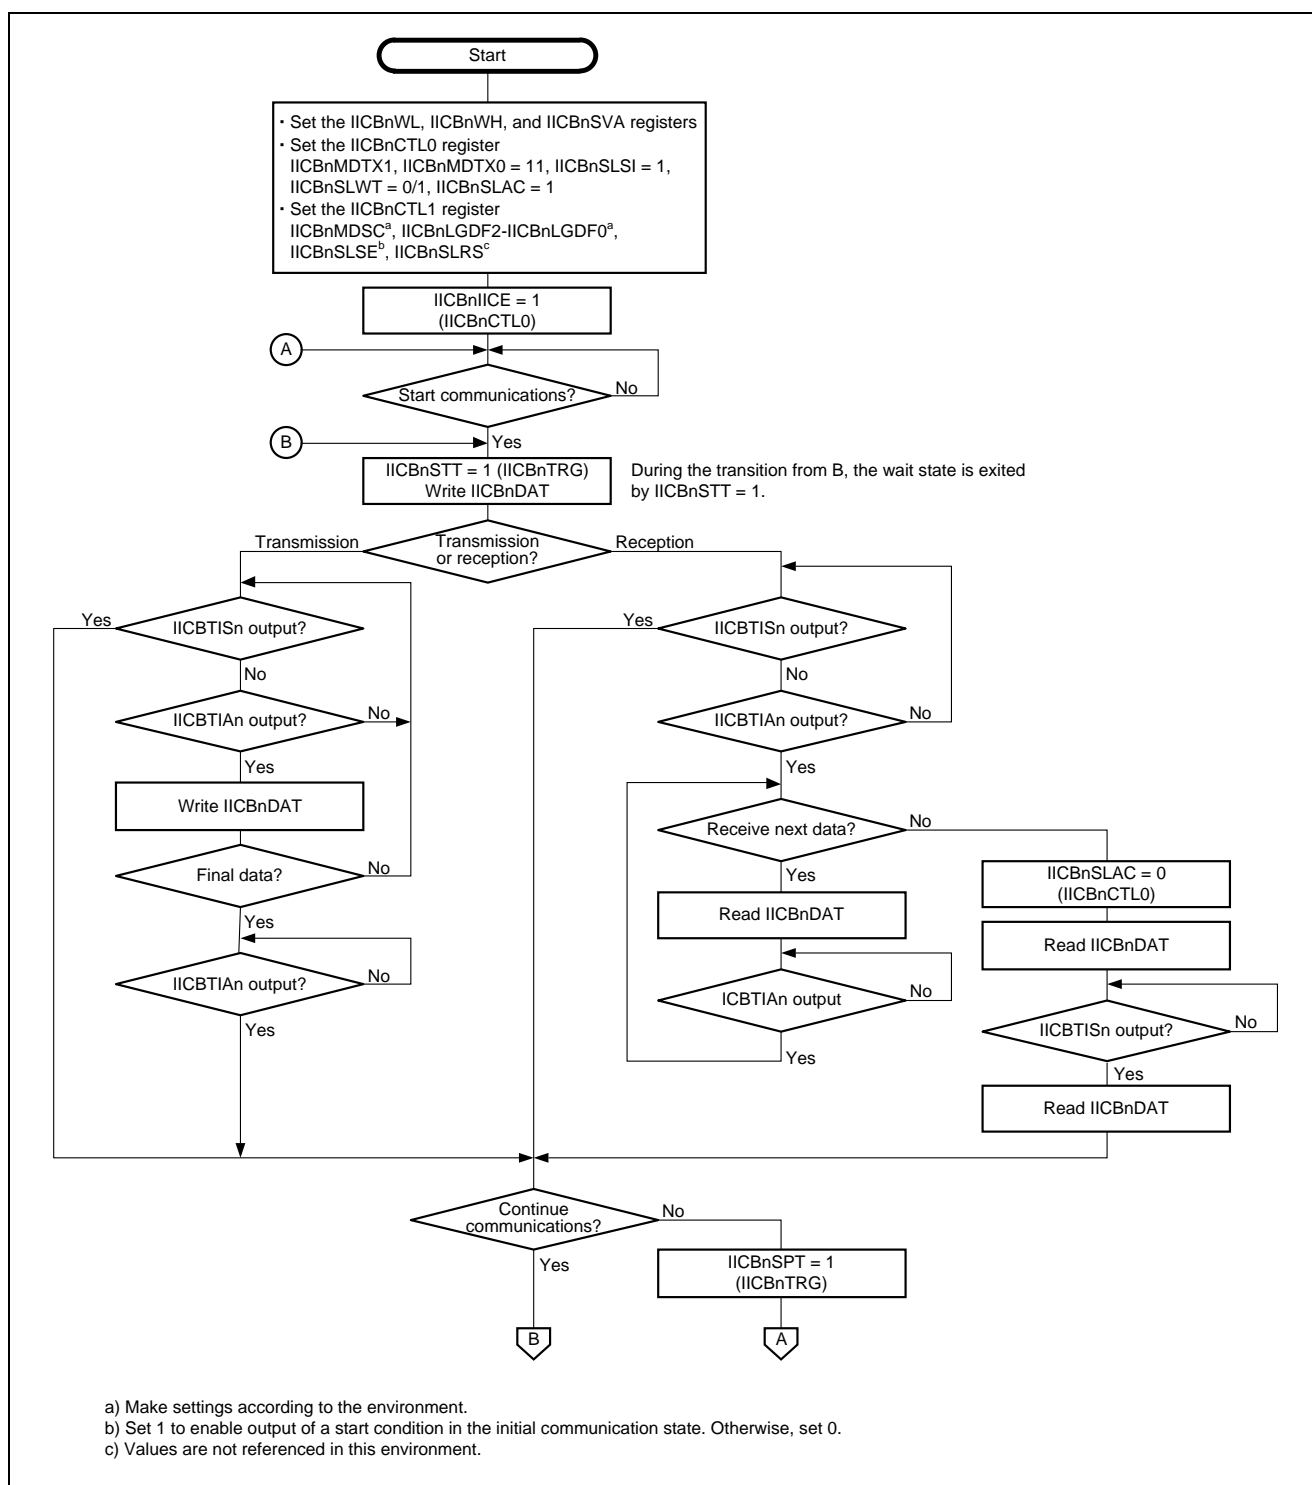 Start
・Set the IICBnWL, IICBnWH, and IICBnSVA registers
・Set the IICBnCTL0 register
IICBnMDTX1, IICBnMDTX0 = 11, IICBnSLSI = 1,
IICBnSLWT = 0/1, IICBnSLAC = 1
・Set the IICBnCTL1 register
IICBnMDSCa, IICBnLGDF2-IICBnLGDF0a,
IICBnSLSEb, IICBnSLRSc
IICBnIICE = 1
(IICBnCTL0)
A
Start communications?
No
B
Yes
IICBnSTT = 1 (IICBnTRG)
Write IICBnDAT
During the transition from B, the wait state is exited
by IICBnSTT = 1.
Transmission
Transmission
or reception?
Reception
Yes
IICBTISn output?
No
IICBTIAn output?
No
Yes
Write IICBnDAT
Final data?
No
Yes
IICBTIAn output?
No
Yes
Yes
IICBTISn output?
No
IICBTIAn output?
No
Yes
Receive next data?
No
Yes
Read IICBnDAT
ICBTIAn output
No
Yes
IICBnSLAC = 0
(IICBnCTL0)
Read IICBnDAT
IICBTISn output?
No
Yes
Read IICBnDAT
Continue
communications?
No
Yes
IICBnSPT = 1
(IICBnTRG)
B
A
a) Make settings according to the environment.
b) Set 1 to enable output of a start condition in the initial communication state. Otherwise, set 0.
c) Values are not referenced in this environment.